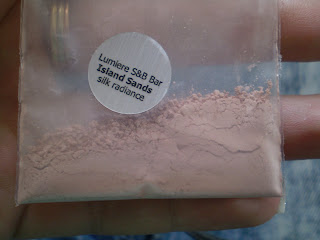 Lumiere S&B Bar
Island Sands
silk radiance